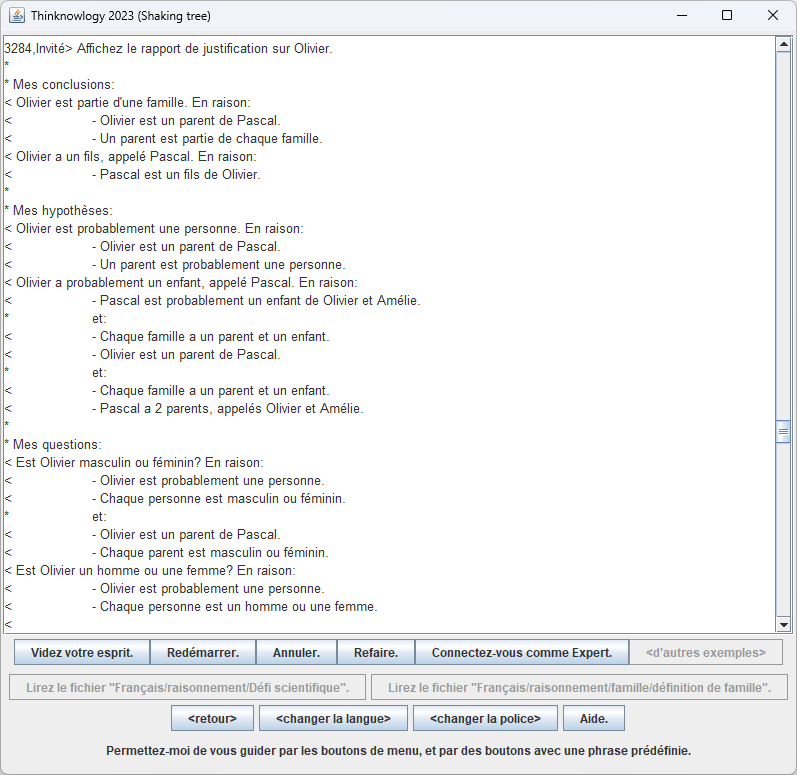 Thinknowlogy 2023 (Shaking tree)
3284,Invité> Affichez le rapport de justification sur Olivier.
*
* Mes conclusions:
< Olivier est partie d'une famille. En raison:
< - Olivier est un parent de Pascal.
< - Un parent est partie de chaque famille.
< Olivier a un fils, appelé Pascal. En raison:
< - Pascal est un fils de Olivier.
*
* Mes hypothèses:
< Olivier est probablement une personne. En raison:
< - Olivier est un parent de Pascal.
< - Un parent est probablement une personne.
< Olivier a probablement un enfant, appelé Pascal. En raison:
< - Pascal est probablement un enfant de Olivier et Amélie.
* et:
< - Chaque famille a un parent et un enfant.
< - Olivier est un parent de Pascal.
* et:
< - Chaque famille a un parent et un enfant.
< - Pascal a 2 parents, appelés Olivier et Amélie.
*
* Mes questions:
< Est Olivier masculin ou féminin? En raison:
< - Olivier est probablement une personne.
< - Chaque personne est masculin ou féminin.
* et:
< - Olivier est un parent de Pascal.
< - Chaque parent est masculin ou féminin.
< Est Olivier un homme ou une femme? En raison:
< - Olivier est probablement une personne.
< - Chaque personne est un homme ou une femme.
<
Videz votre esprit. Redémarrer. Annuler. Refaire. Connectez-vous comme Expert. <d'autres exemples>
Lirez le fichier "Français/raisonnement/Défi scientifique". Lirez le fichier "Français/raisonnement/famille/définition de famille".
<retour> <changer la langue> <changer la police> Aide.
Permettez-moi de vous guider par les boutons de menu, et par des boutons avec une phrase prédéfinie.